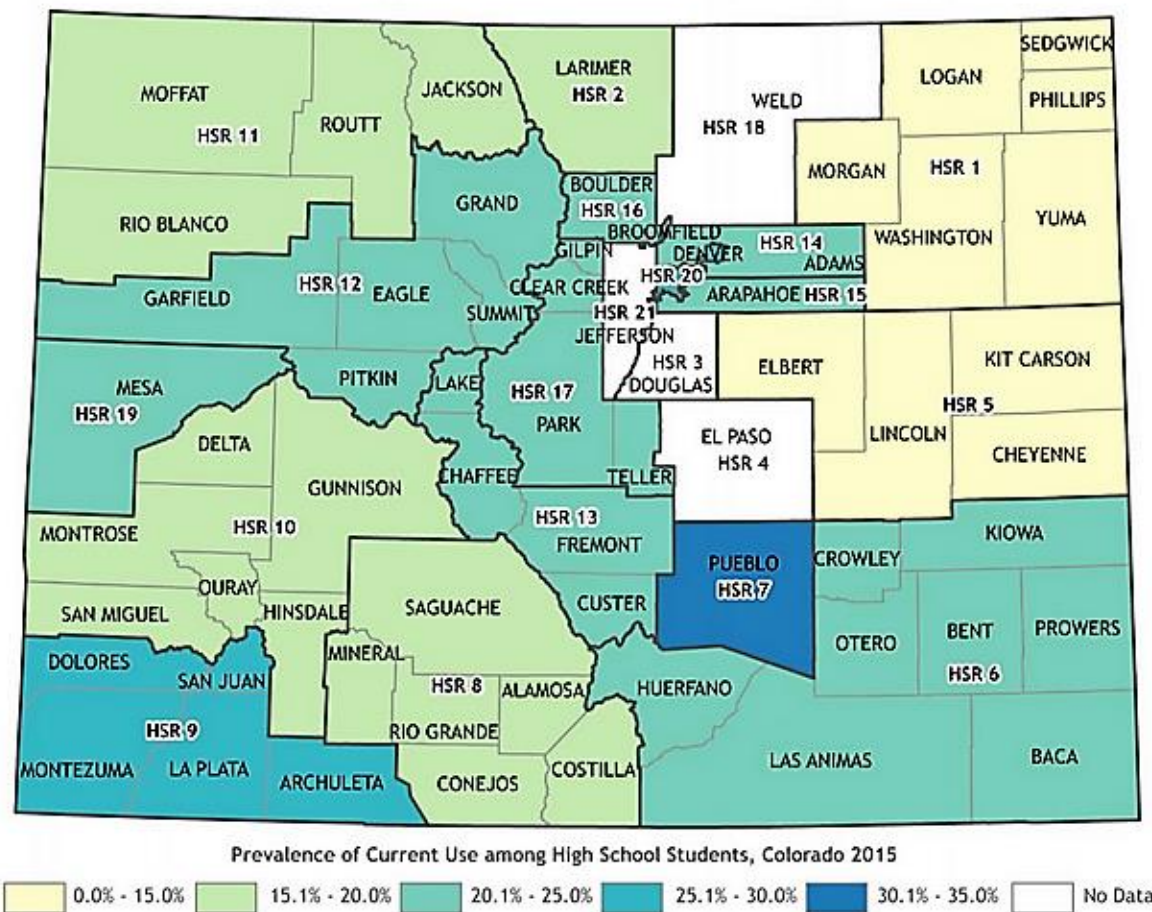 SEDGWICK
LOGAN
LARIMER
HSR 2
JACKSON
WELD
HSR 18
PHILLIPS
MOFFAT
HSR 11
ROUTT
MORGAN
HSR 1
BOULDER
HSR 16
GRAND
RIO BLANCO
YUMA
WASHINGTON
BROOMFIELD
GILPIN
DENVER
HSR 14
ADAMS
HSR 20
CLEAR CREEK
ARAPAHOE
HSR 15
HSR 12
GARFIELD
EAGLE
SUMMIT
HSR 21
JEFFERSON
HSR 3
DOUGLAS
ELBERT
KIT CARSON
MESA
HSR 19
PITKIN
LAKE
HSR 17
PARK
HSR 5
LINCOLN
EL PASO
HSR 4
CHEYENNE
DELTA
GUNNISON
CHAFFEE
TELLER
MONTROSE
HSR 10
HSR 13
FREMONT
KIOWA
CROWLEY
PUEBLO
HSR 7
OURAY
SAN MIGUEL
HINSDALE
SAGUACHE
CUSTER
OTERO
BENT
PROWERS
HSR 6
DOLORES
SAN JUAN
MINERAL
HSR 8
ALAMOSA
HUERFANO
RIO GRANDE
HSR 9
MONTEZUMA
LA PLATA
ARCHULETA
CONEJOS
COSTILLA
LAS ANIMAS
BACA
Prevalence of Current Use among High School Students, Colorado 2015
0.0% - 15.0%
15.1% - 20.0%
20.1% - 25.0%
25.1% - 30.0%
30.1% - 35.0%
No Data